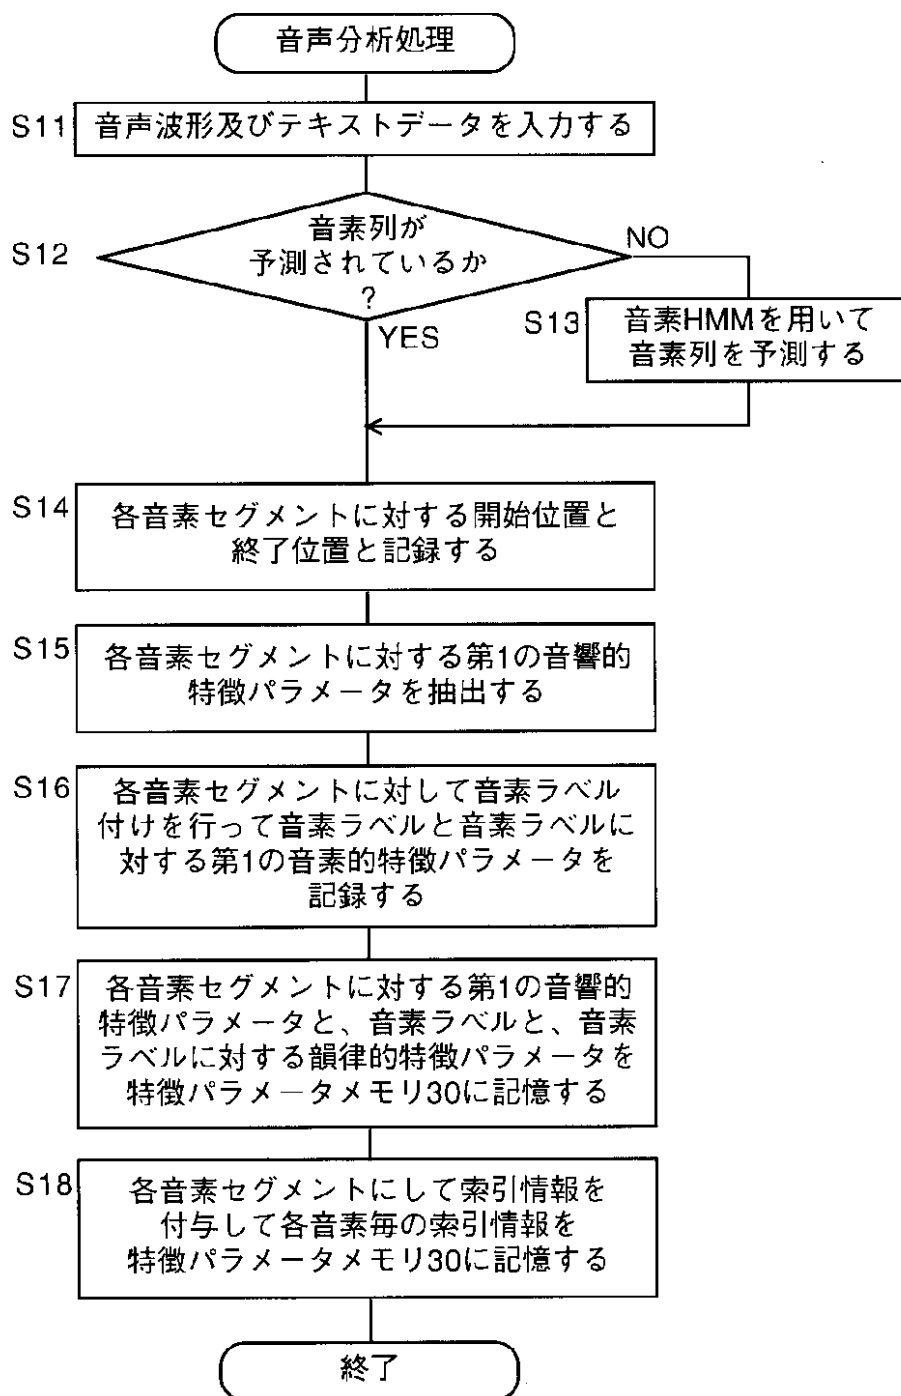 音声分析処理
S11
音声波形及びテキストデータを入力する
S12
音素列が
予測されているか
?
NO
YES
S13
音素HMMを用いて
音素列を予測する
S14
各音素セグメントに対する開始位置と
終了位置と記録する
S15
各音素セグメントに対する第1の音響的
特徴パラメータを抽出する
S16
各音素セグメントに対して音素ラベル
付けを行って音素ラベルと音素ラベルに
対する第1の音素的特徴パラメータを
記録する
S17
各音素セグメントに対する第1の音響的
特徴パラメータと、音素ラベルと、音素
ラベルに対する韻律的特徴パラメータを
特徴パラメータメモリ30に記憶する
S18
各音素セグメントにして索引情報を
付与して各音素毎の索引情報を
特徴パラメータメモリ30に記憶する
終了